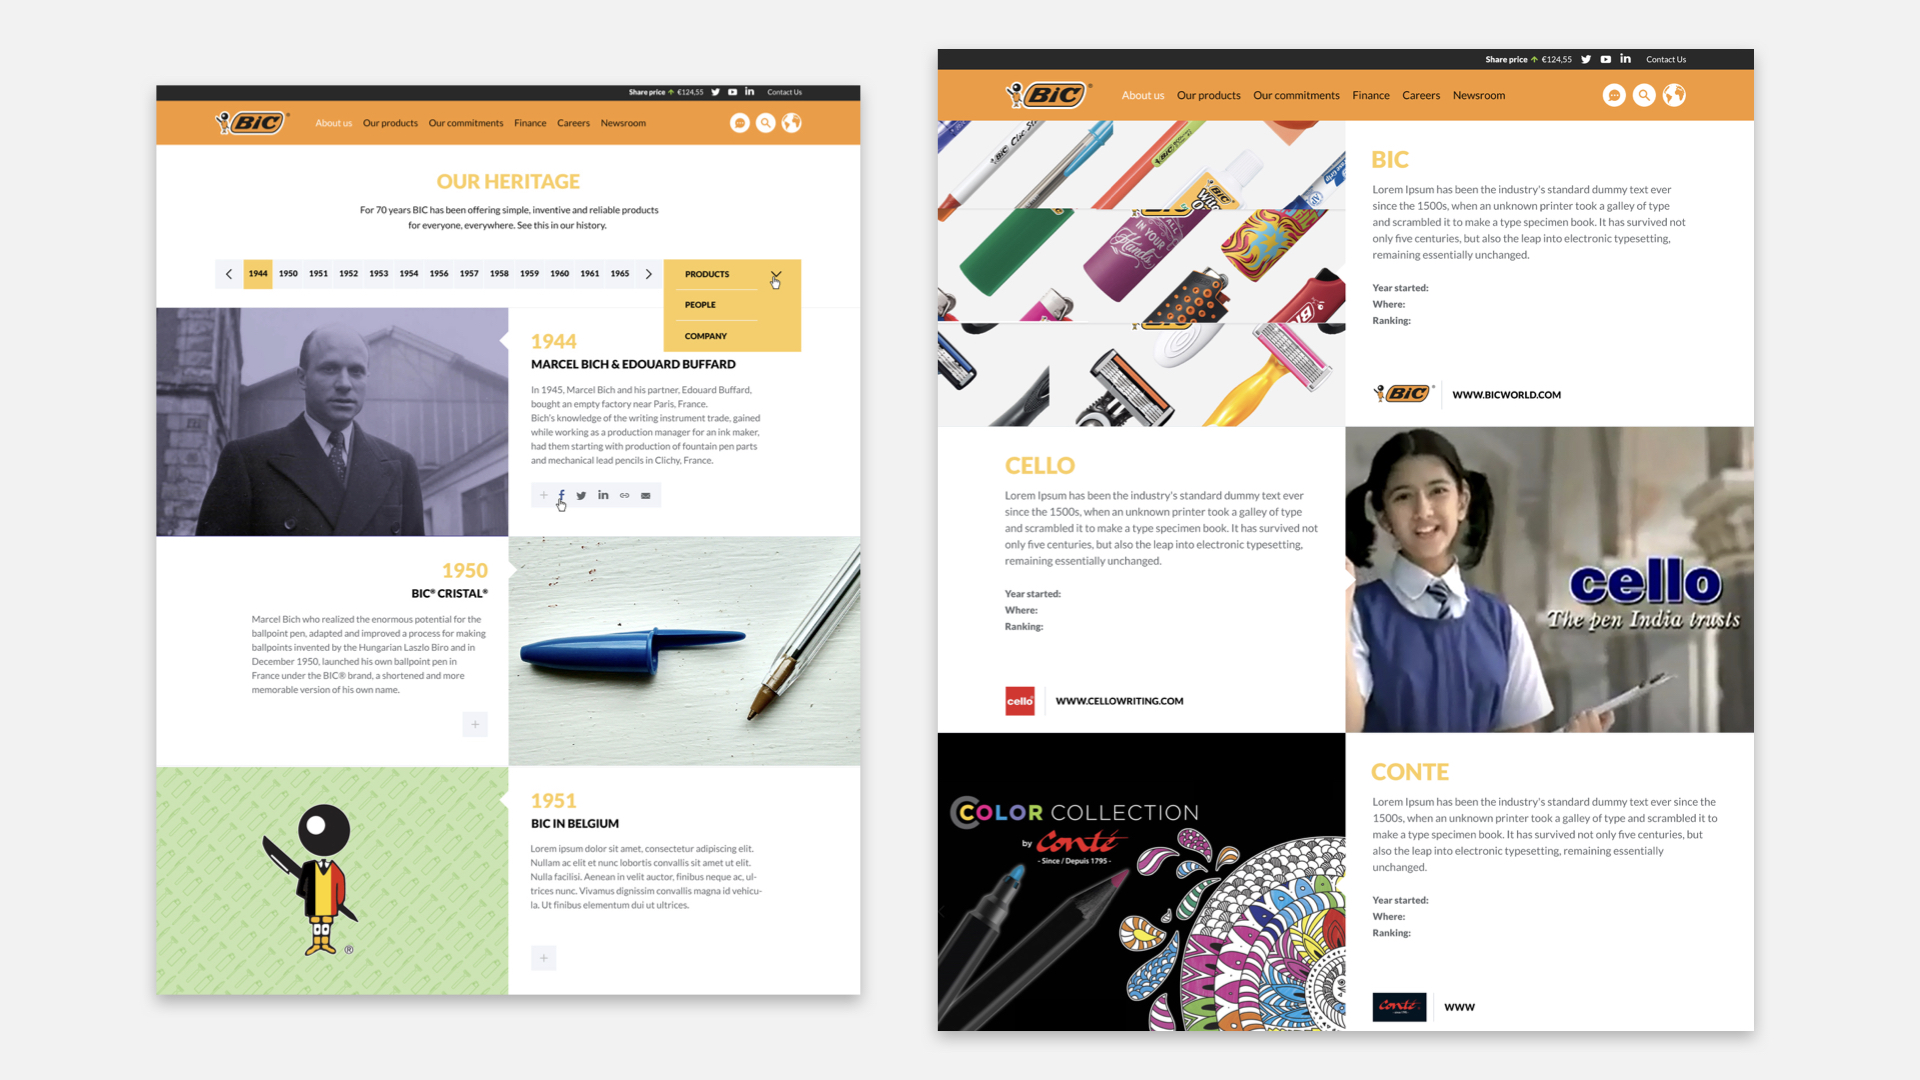 Share price €124,55 Contact Us
BiC®
About us Our products Our commitments Finance Careers Newsroom
OUR HERITAGE
For 70 years BIC has been offering simple, inventive and reliable products
for everyone, everywhere. See this in our history.
1944 1950 1951 1952 1953 1954 1956 1957 1958 1959 1960 1961 1965
PRODUCTS
PEOPLE
COMPANY
1944
MARCEL BICH & EDOUARD BUFFARD
In 1945, Marcel Bich and his partner, Edouard Buffard,
bought an empty factory near Paris, France.
Bich's knowledge of the writing instrument trade, gained
while working as a production manager for an ink maker,
had them starting with production of fountain pen parts
and mechanical lead pencils in Clichy, France.
1950
BIC® CRISTAL®
Marcel Bich who realized the enormous potential for the
ballpoint pen, adapted and improved a process for making
ballpoints invented by the Hungarian Laszlo Biro and in
December 1950, launched his own ballpoint pen in
France under the BIC® brand, a shortened and more
memorable version of his own name.
1951
BIC IN BELGIUM
Lorem ipsum dolor sit amet, consectetur adipiscing elit.
Nullam ac elit et nunc lobortis convallis sit amet ut elit.
Nulla facilisi. Aenean in velit auctor, finibus neque ac, ul-
trices nunc. Vivamus dignissim convallis magna id vehicu-
la. Ut finibus elementum dui ut ultrices.
®
Share price €124,55 Contact Us
BiC®
About us Our products Our commitments Finance Careers Newsroom
BiC
BiC
BiC
IN YOUR
Hands
BiC
BIC
Lorem Ipsum has been the industry's standard dummy text ever
since the 1500s, when an unknown printer took a galley of type
and scrambled it to make a type specimen book. It has survived not
only five centuries, but also the leap into electronic typesetting,
remaining essentially unchanged.
Year started:
Where:
Ranking:
BiC® WWW.BICWORLD.COM
CELLO
Lorem Ipsum has been the industry's standard dummy text ever
since the 1500s, when an unknown printer took a galley of type
and scrambled it to make a type specimen book. It has survived not
only five centuries, but also the leap into electronic typesetting,
remaining essentially unchanged.
Year started:
Where:
Ranking:
cello WWW.CELLOWRITING.COM
cello
The pen India trusts
COLOR COLLECTION
by Conté
- Since / Depuis 1795 -
CONTE
Lorem Ipsum has been the industry's standard dummy text ever since the
1500s, when an unknown printer took a galley of type and scrambled it to
make a type specimen book. It has survived not only five centuries, but
also the leap into electronic typesetting, remaining essentially
unchanged.
Year started:
Where:
Ranking:
Conté WWW